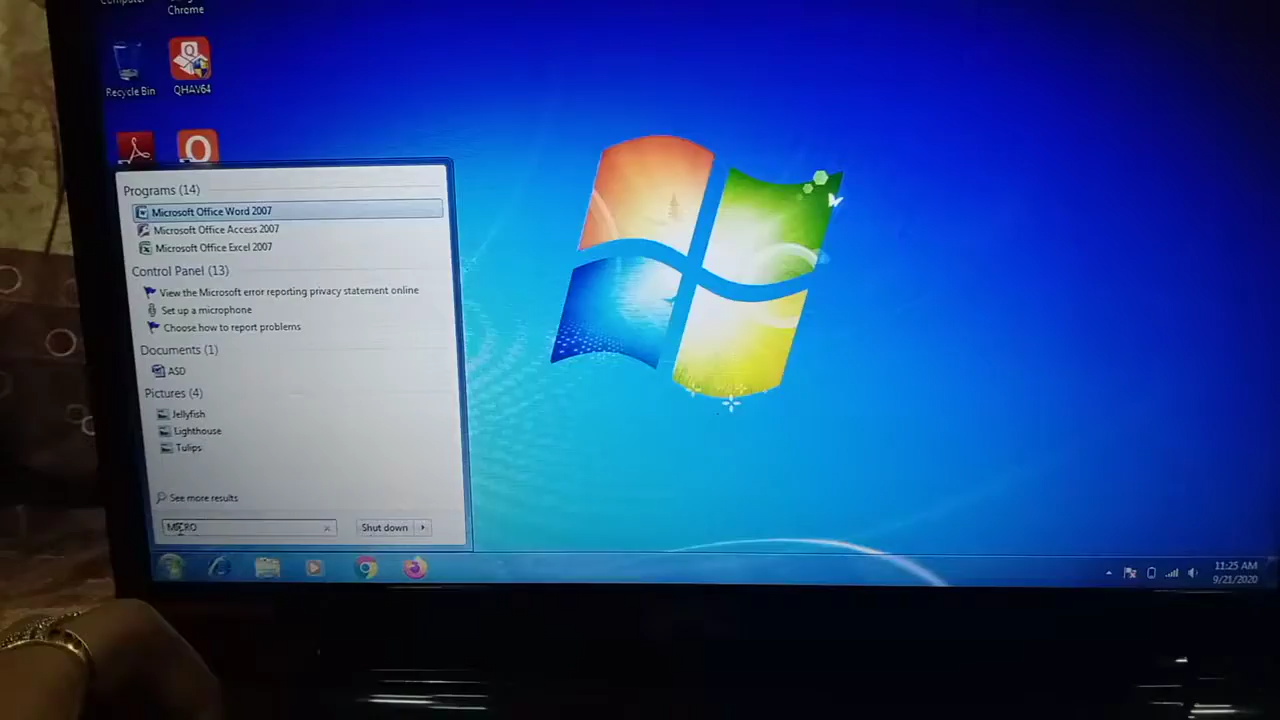 Computer
Chrome
Recycle Bin
QHAV64
Programs (14)
Microsoft Office Word 2007
Microsoft Office Access 2007
Microsoft Office Excel 2007
Control Panel (13)
View the Microsoft error reporting privacy statement online
Set up a microphone
Choose how to report problems
Documents (1)
ASD
Pictures (4)
Jellyfish
Lighthouse
Tulips
See more results
MICRO
Shut down
11:25 AM
9/21/2020